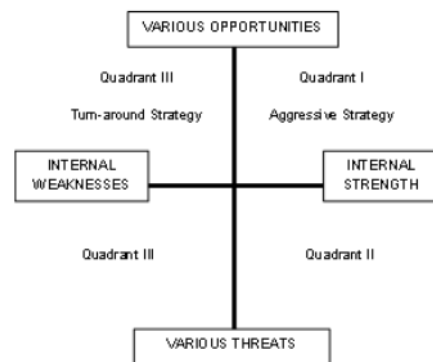 VARIOUS OPPORTUNITIES
Quadrant III
Quadrant I
Turn-around Strategy
Aggressive Strategy
INTERNAL
WEAKNESSES
INTERNAL
STRENGTH
Quadrant III
Quadrant II
VARIOUS THREATS